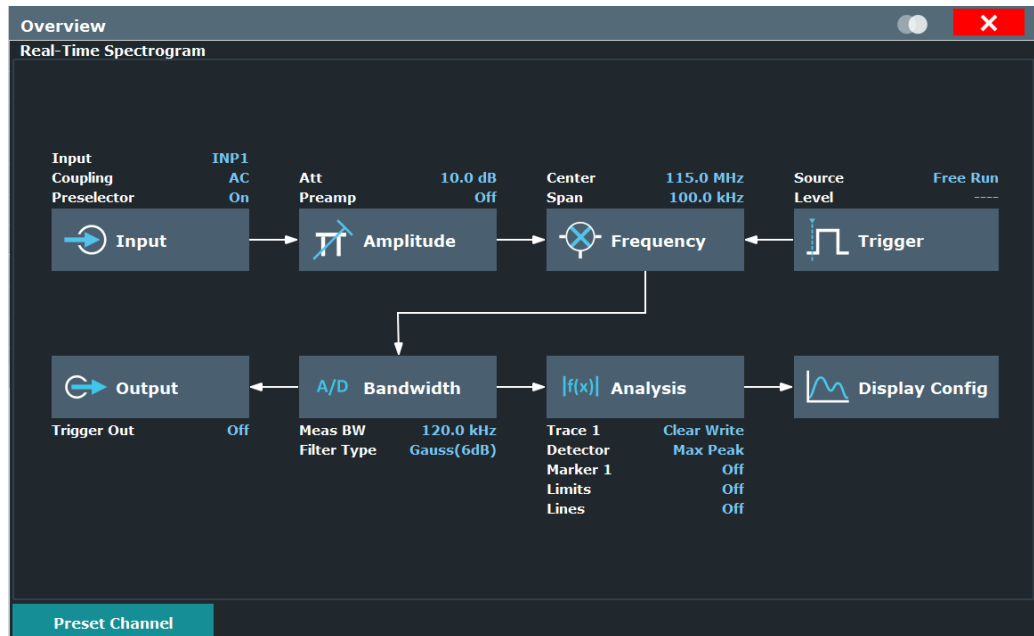 Overview
Real-Time Spectrogram
Input INP1
Coupling AC Att 10.0 dB Center 115.0 MHz Source Free Run
Preselector On Preamp Off Span 100.0 kHz Level ----
Input Amplitude Frequency Trigger
Output A/D Bandwidth |f(x)| Analysis Display Config
Trigger Out Off Meas BW 120.0 kHz Trace 1 Clear Write
Filter Type Gauss(6dB) Detector Max Peak
Marker 1 Off
Limits Off
Lines Off
Preset Channel